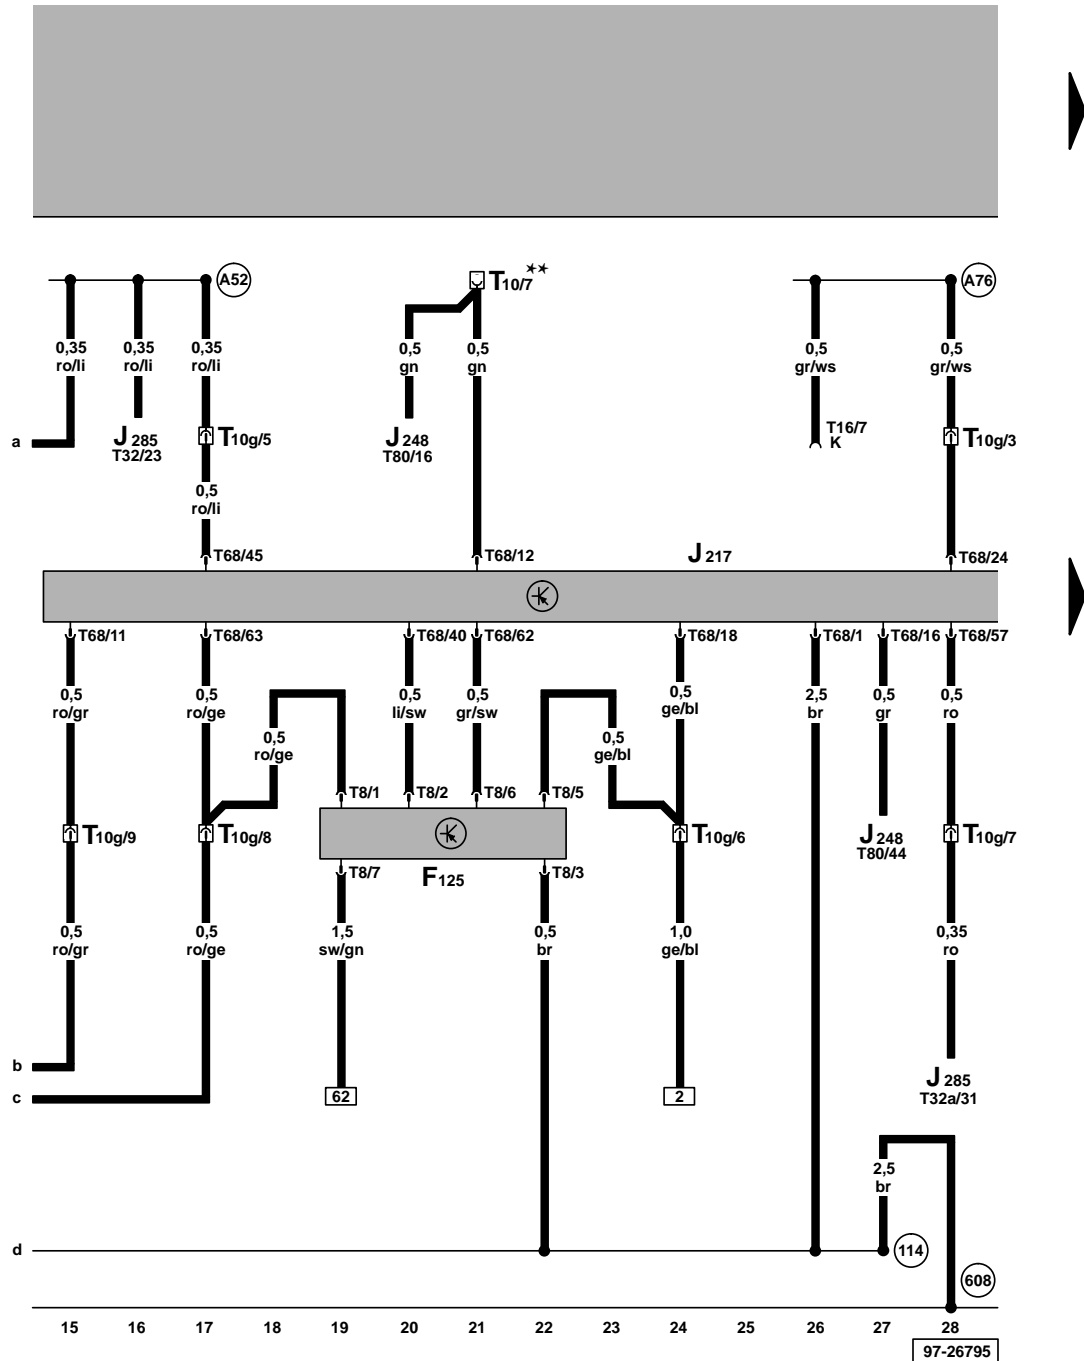 A52
T10/7**
A76
0,35 ro/li
0,35 ro/li
0,35 ro/li
0,5 gn
0,5 gn
0,5 gr/ws
0,5 gr/ws
a
J 285 T32/23
T10g/5
J 248 T80/16
T16/7 K
T10g/3
0,5 ro/li
T68/45
T68/12
J 217
T68/24
T68/11
T68/63
T68/40
T68/62
T68/18
T68/1
T68/16
T68/57
0,5 ro/gr
0,5 ro/ge
0,5 ro/ge
0,5 li/sw
0,5 gr/sw
0,5 ge/bl
0,5 ge/bl
2,5 br
0,5 gr
0,5 ro
T8/1
T8/2
T8/6
T8/5
T10g/9
T10g/8
T10g/6
J 248 T80/44
T10g/7
T8/7
F125
T8/3
0,5 ro/gr
0,5 ro/ge
1,5 sw/gn
0,5 br
1,0 ge/bl
0,35 ro
b
c
62
2
J 285 T32a/31
2,5 br
d
114
608
15 16 17 18 19 20 21 22 23 24 25 26 27 28
97-26795